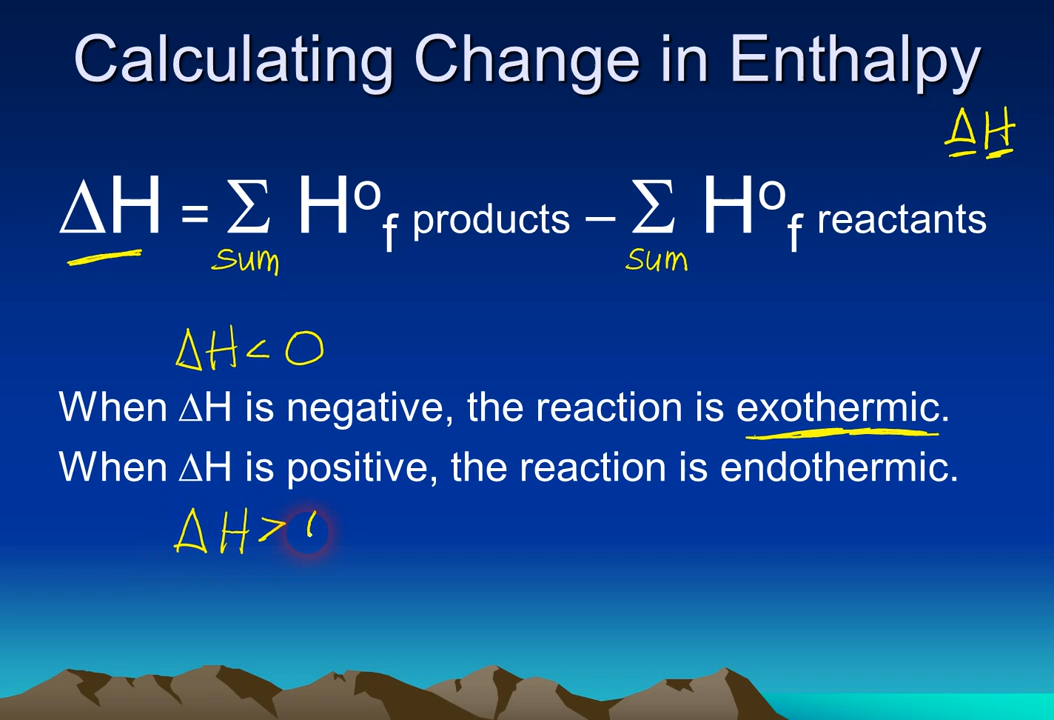 Calculating Change in Enthalpy
ΔH
ΔH = Σ H°f products – Σ H°f reactants
sum sum
ΔH < 0
When ΔH is negative, the reaction is exothermic.
When ΔH is positive, the reaction is endothermic.
ΔH >